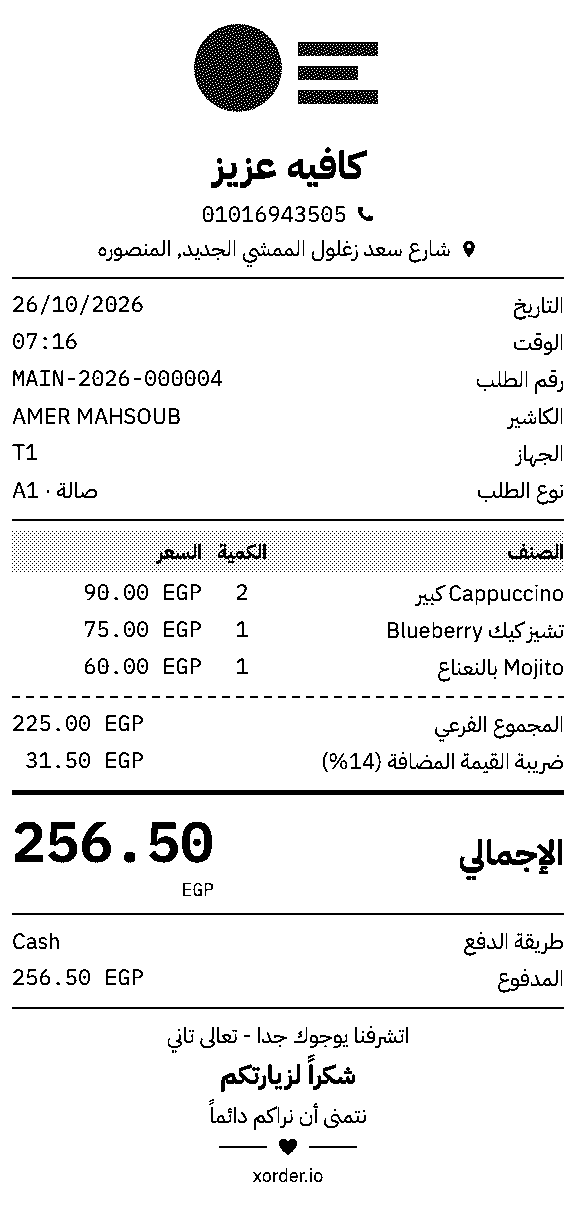 كافيه عزيز
01016943505
شارع سعد زغلول الممشي الجديد, المنصوره
التاريخ 26/10/2026
الوقت 07:16
رقم الطلب MAIN-2026-000004
الكاشير AMER MAHSOUB
الجهاز T1
نوع الطلب صالة · A1
الصنف الكمية السعر
Cappuccino كبير 2 90.00 EGP
تشيز كيك Blueberry 1 75.00 EGP
Mojito بالنعناع 1 60.00 EGP
المجموع الفرعي 225.00 EGP
ضريبة القيمة المضافة (14%) 31.50 EGP
الإجمالي 256.50
EGP
طريقة الدفع Cash
المدفوع 256.50 EGP
اتشرفنا يوجوك جدا - تعالى تاني
شكراً لزيارتكم
نتمنى أن نراكم دائماً
xorder.io